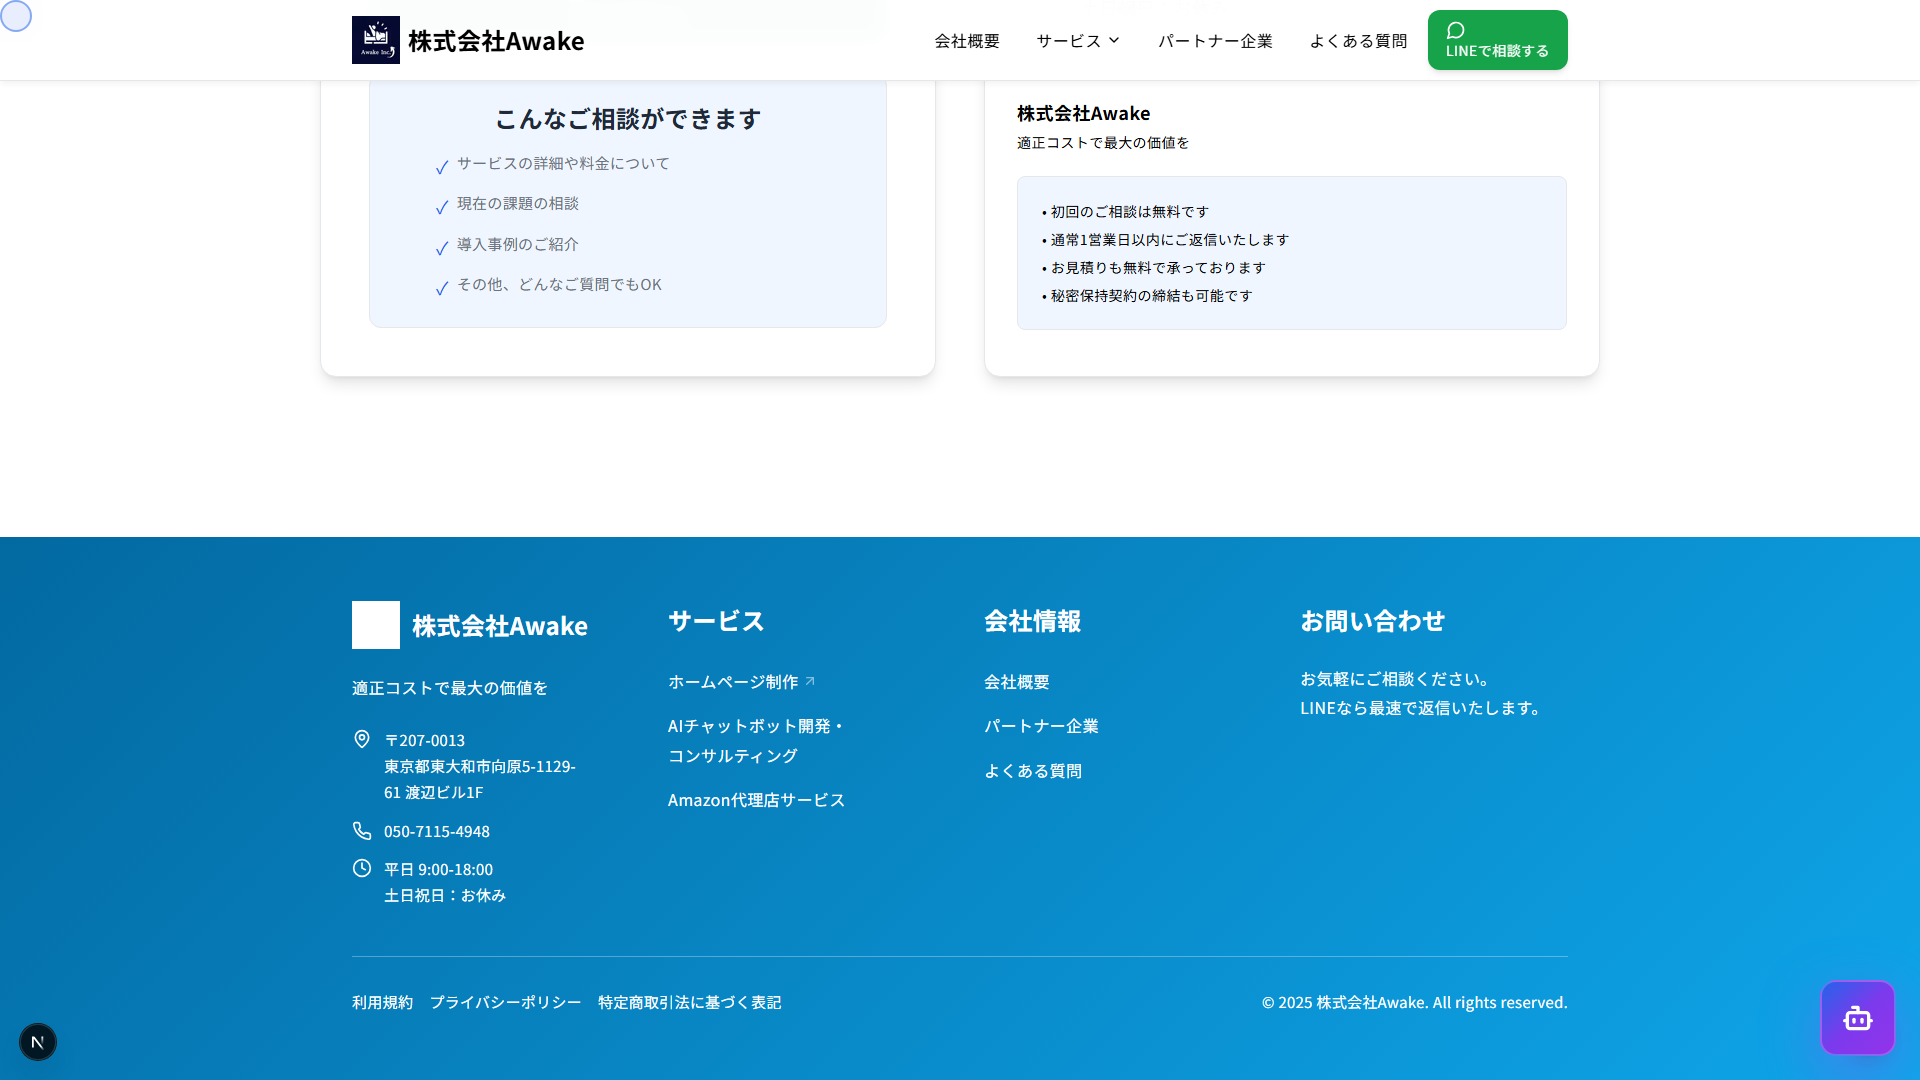 Awake Inc.
株式会社Awake
会社概要
サービス
パートナー企業
よくある質問
LINEで相談する
こんなご相談ができます
✓ サービスの詳細や料金について
✓ 現在の課題の相談
✓ 導入事例のご紹介
✓ その他、どんなご質問でもOK
株式会社Awake
適正コストで最大の価値を
• 初回のご相談は無料です
• 通常1営業日以内にご返信いたします
• お見積りも無料で承っております
• 秘密保持契約の締結も可能です
株式会社Awake
適正コストで最大の価値を
〒207-0013
東京都東大和市向原5-1129-
61 渡辺ビル1F
050-7115-4948
平日 9:00-18:00
土日祝日：お休み
サービス
ホームページ制作
AIチャットボット開発・
コンサルティング
Amazon代理店サービス
会社情報
会社概要
パートナー企業
よくある質問
お問い合わせ
お気軽にご相談ください。
LINEなら最速で返信いたします。
利用規約
プライバシーポリシー
特定商取引法に基づく表記
© 2025 株式会社Awake. All rights reserved.
N